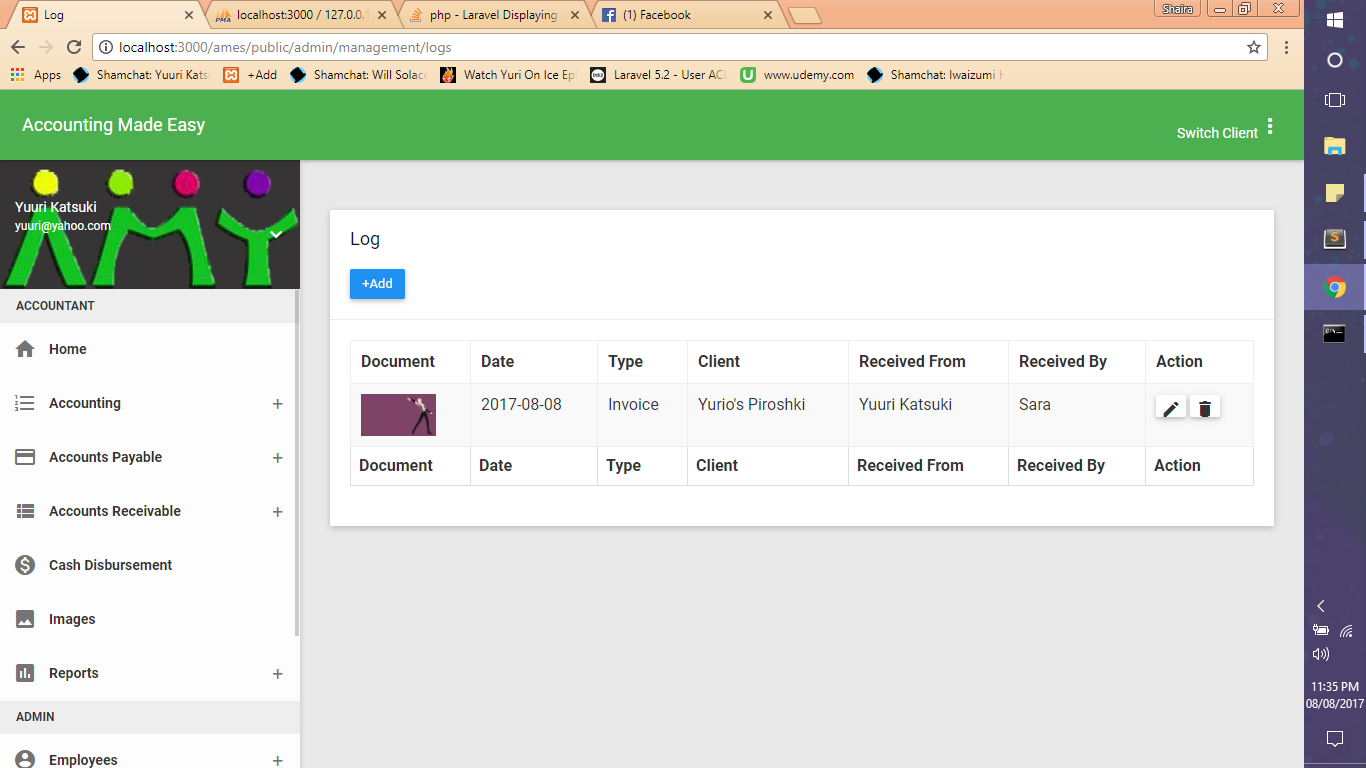 Log
localhost:3000 / 127.0.0.1
php - Laravel Displaying
(1) Facebook
Shaira
localhost:3000/ames/public/admin/management/logs
Apps
Shamchat: Yuuri Kats
+Add
Shamchat: Will Solace
Watch Yuri On Ice Epi
Laravel 5.2 - User ACL
www.udemy.com
Shamchat: Iwaizumi H
Accounting Made Easy
Switch Client
Yuuri Katsuki
yuuri@yahoo.com
ACCOUNTANT
Home
Accounting +
Accounts Payable +
Accounts Receivable +
Cash Disbursement
Images
Reports +
ADMIN
Employees +
Log
+Add
Document Date Type Client Received From Received By Action
2017-08-08 Invoice Yurio's Piroshki Yuuri Katsuki Sara
Document Date Type Client Received From Received By Action
11:35 PM
08/08/2017